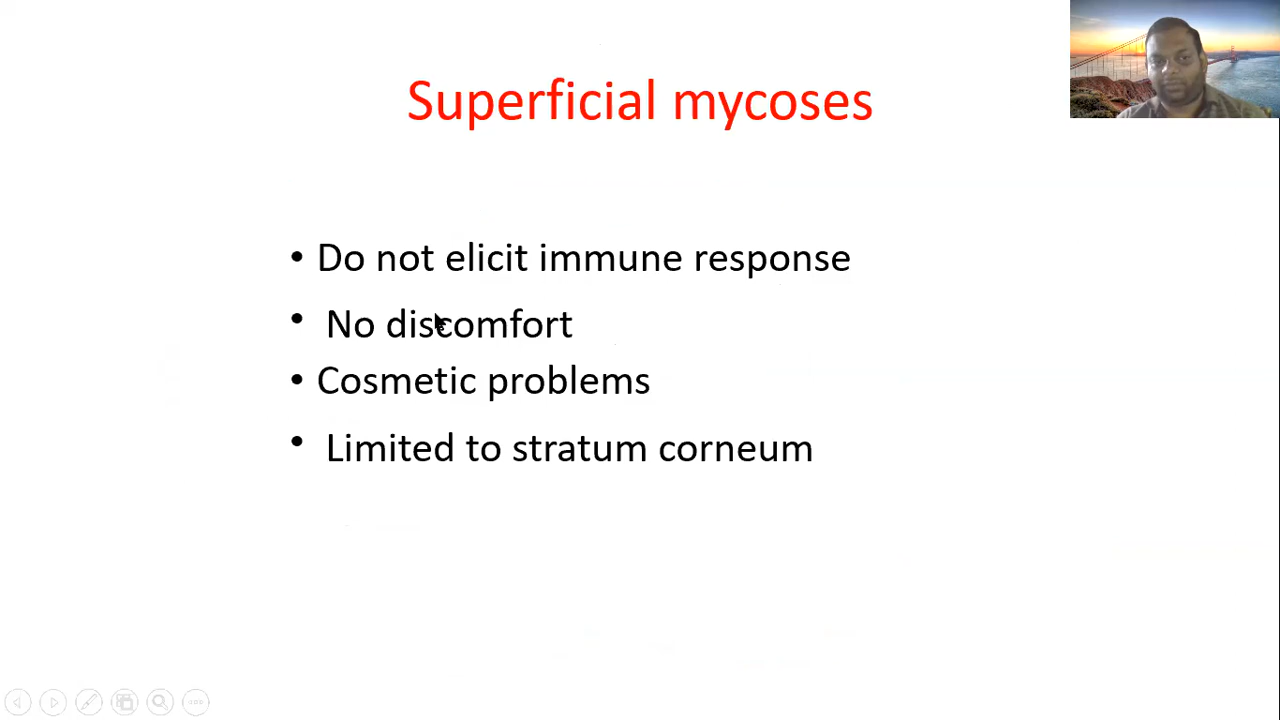 Superficial mycoses
• Do not elicit immune response
• No discomfort
• Cosmetic problems
• Limited to stratum corneum